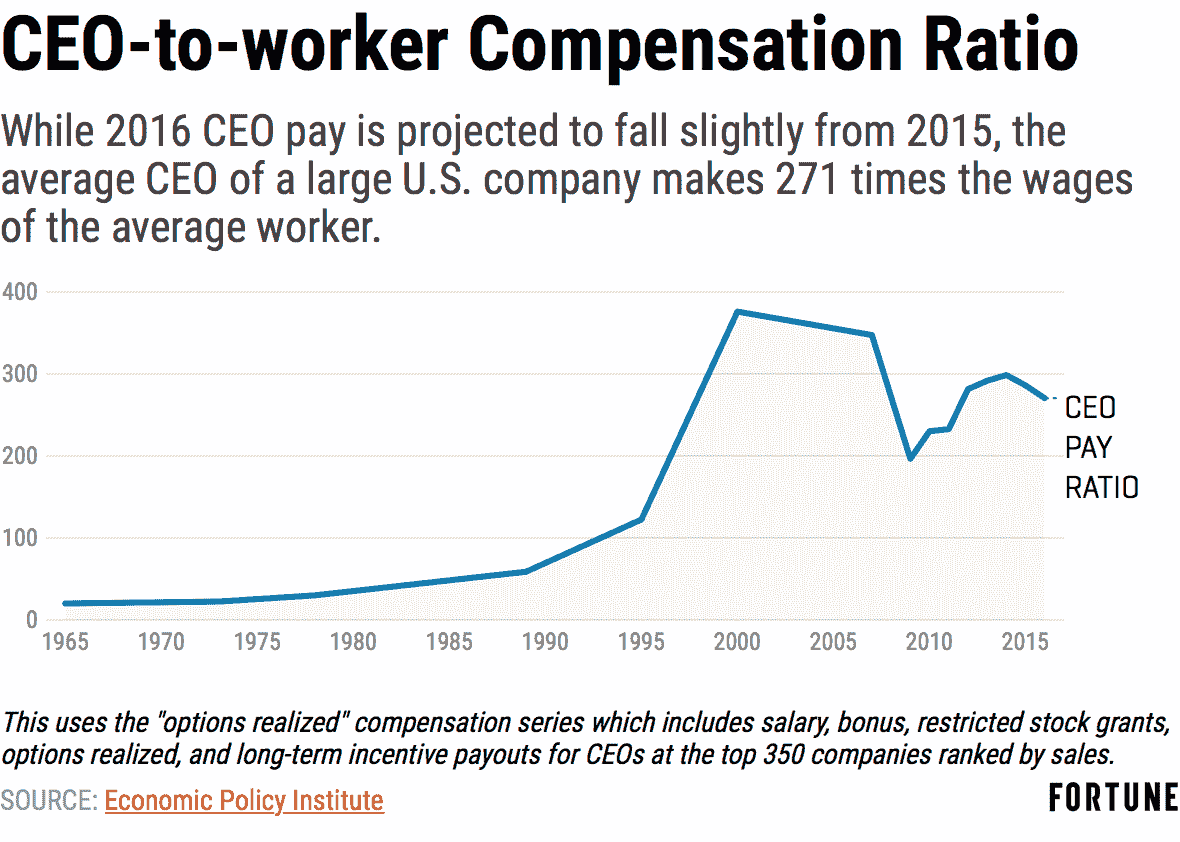 CEO-to-worker Compensation Ratio
While 2016 CEO pay is projected to fall slightly from 2015, the
average CEO of a large U.S. company makes 271 times the wages
of the average worker.
400
300
200
100
0
CEO
PAY
RATIO
1965 1970 1975 1980 1985 1990 1995 2000 2005 2010 2015
This uses the "options realized" compensation series which includes salary, bonus, restricted stock grants,
options realized, and long-term incentive payouts for CEOs at the top 350 companies ranked by sales.
SOURCE: Economic Policy Institute
FORTUNE